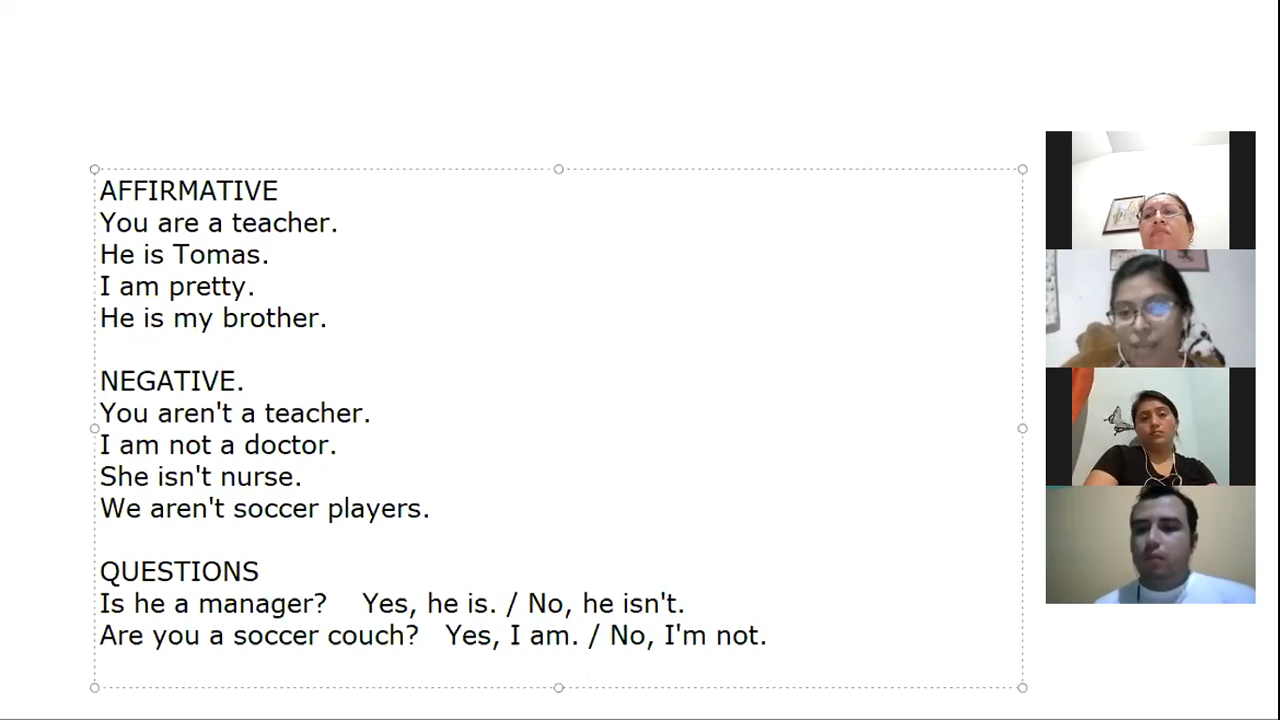 AFFIRMATIVE
You are a teacher.
He is Tomas.
I am pretty.
He is my brother.
NEGATIVE.
You aren't a teacher.
I am not a doctor.
She isn't nurse.
We aren't soccer players.
QUESTIONS
Is he a manager? Yes, he is. / No, he isn't.
Are you a soccer couch? Yes, I am. / No, I'm not.